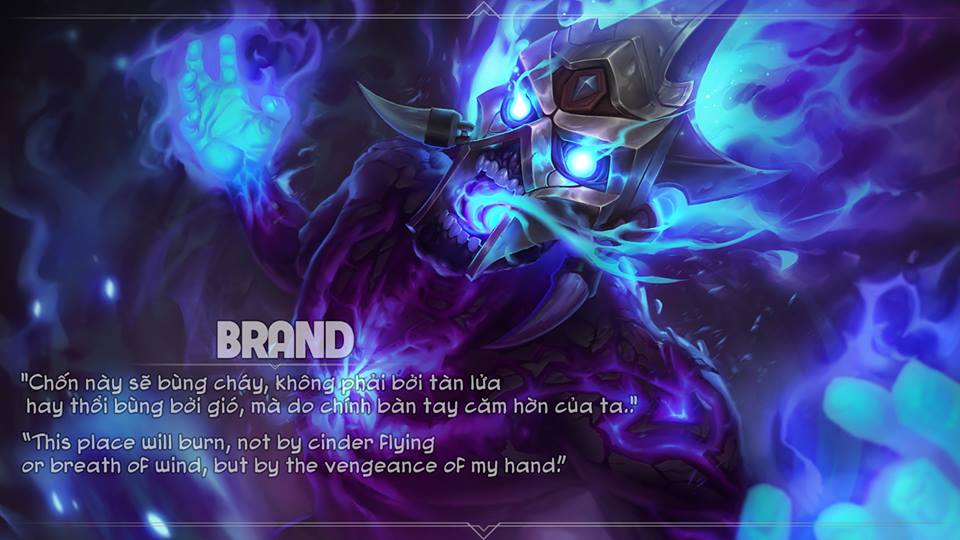 BRAND
"Chốn này sẽ bùng cháy, không phải bởi tàn lửa
hay thổi bùng bởi gió, mà do chính bàn tay căm hờn của ta.."
“This place will burn, not by cinder flying
or breath of wind, but by the vengeance of my hand.”